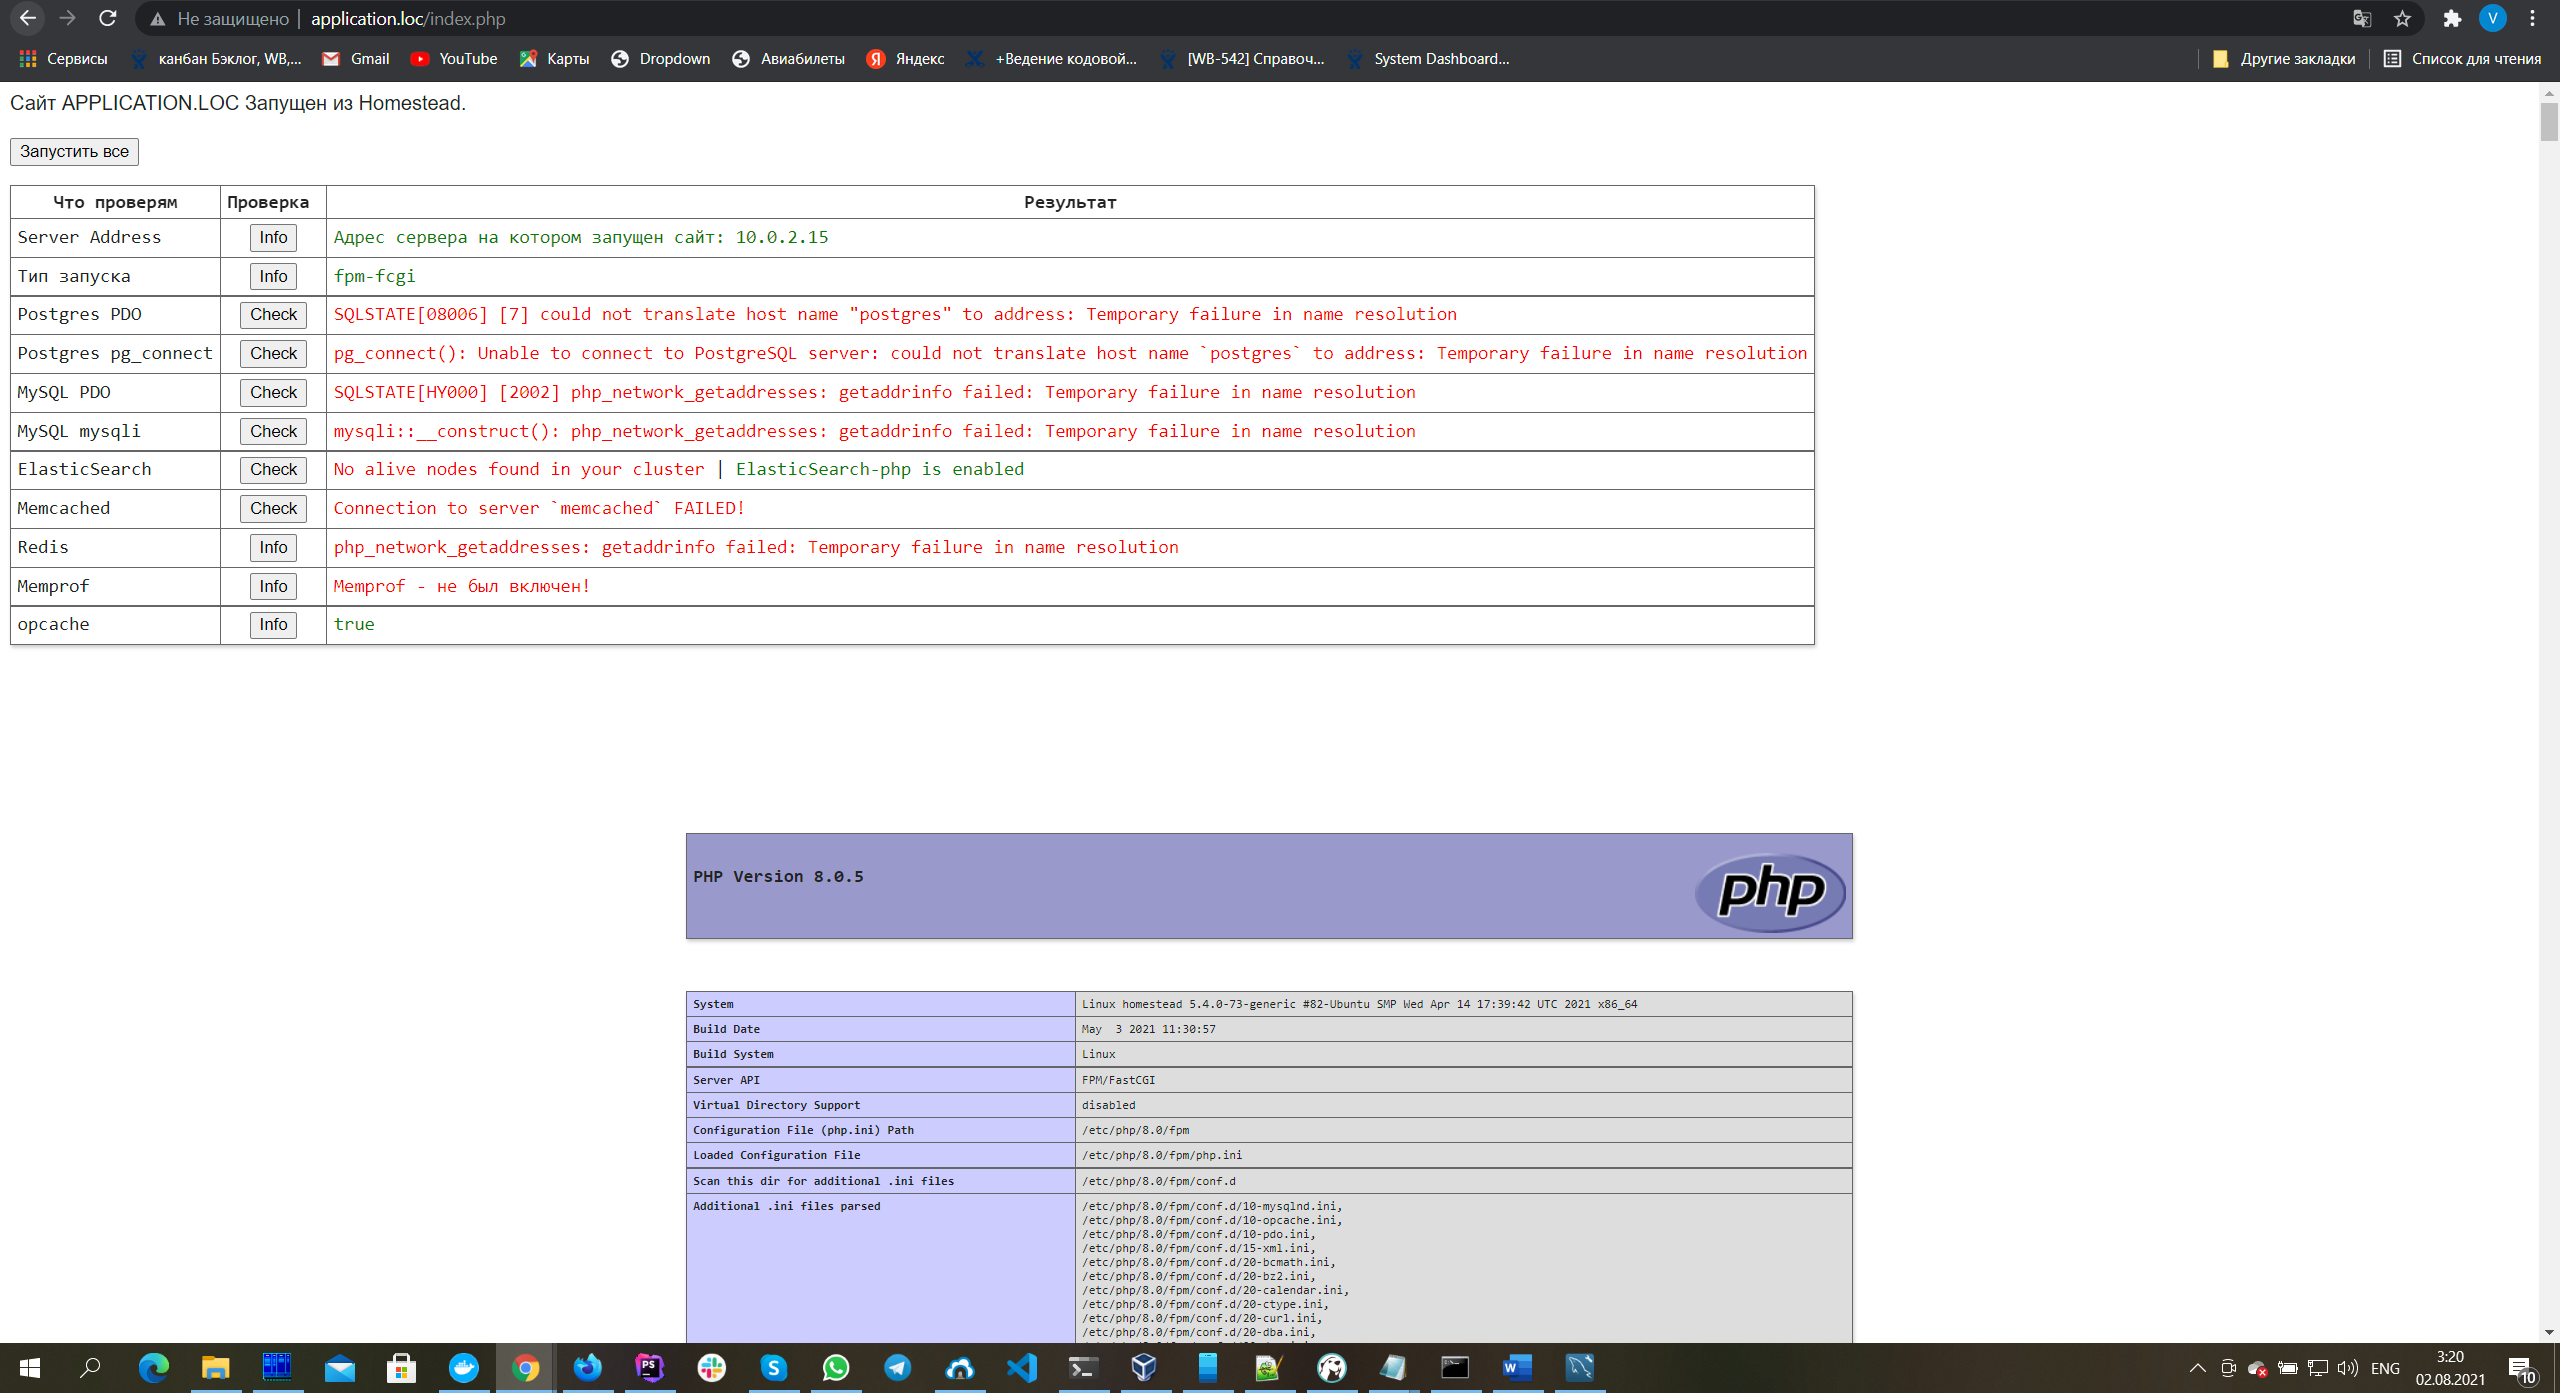 Не защищено | application.loc/index.php
Сервисы канбан Бэклог, WB,... Gmail YouTube Карты Dropdown Авиабилеты Яндекс +Ведение кодовой... [WB-542] Справоч... System Dashboard... Другие закладки Список для чтения
Сайт APPLICATION.LOC Запущен из Homestead.
Запустить все
Что проверям Проверка Результат
Server Address Info Адрес сервера на котором запущен сайт: 10.0.2.15
Тип запуска Info fpm-fcgi
Postgres PDO Check SQLSTATE[08006] [7] could not translate host name "postgres" to address: Temporary failure in name resolution
Postgres pg_connect Check pg_connect(): Unable to connect to PostgreSQL server: could not translate host name `postgres` to address: Temporary failure in name resolution
MySQL PDO Check SQLSTATE[HY000] [2002] php_network_getaddresses: getaddrinfo failed: Temporary failure in name resolution
MySQL mysqli Check mysqli::__construct(): php_network_getaddresses: getaddrinfo failed: Temporary failure in name resolution
ElasticSearch Check No alive nodes found in your cluster | ElasticSearch-php is enabled
Memcached Check Connection to server `memcached` FAILED!
Redis Info php_network_getaddresses: getaddrinfo failed: Temporary failure in name resolution
Memprof Info Memprof - не был включен!
opcache Info true
PHP Version 8.0.5
php
System Linux homestead 5.4.0-73-generic #82-Ubuntu SMP Wed Apr 14 17:39:42 UTC 2021 x86_64
Build Date May 3 2021 11:30:57
Build System Linux
Server API FPM/FastCGI
Virtual Directory Support disabled
Configuration File (php.ini) Path /etc/php/8.0/fpm
Loaded Configuration File /etc/php/8.0/fpm/php.ini
Scan this dir for additional .ini files /etc/php/8.0/fpm/conf.d
Additional .ini files parsed /etc/php/8.0/fpm/conf.d/10-mysqlnd.ini,
/etc/php/8.0/fpm/conf.d/10-opcache.ini,
/etc/php/8.0/fpm/conf.d/10-pdo.ini,
/etc/php/8.0/fpm/conf.d/15-xml.ini,
/etc/php/8.0/fpm/conf.d/20-bcmath.ini,
/etc/php/8.0/fpm/conf.d/20-bz2.ini,
/etc/php/8.0/fpm/conf.d/20-calendar.ini,
/etc/php/8.0/fpm/conf.d/20-ctype.ini,
/etc/php/8.0/fpm/conf.d/20-curl.ini,
/etc/php/8.0/fpm/conf.d/20-dba.ini,
ENG 3:20
02.08.2021
10